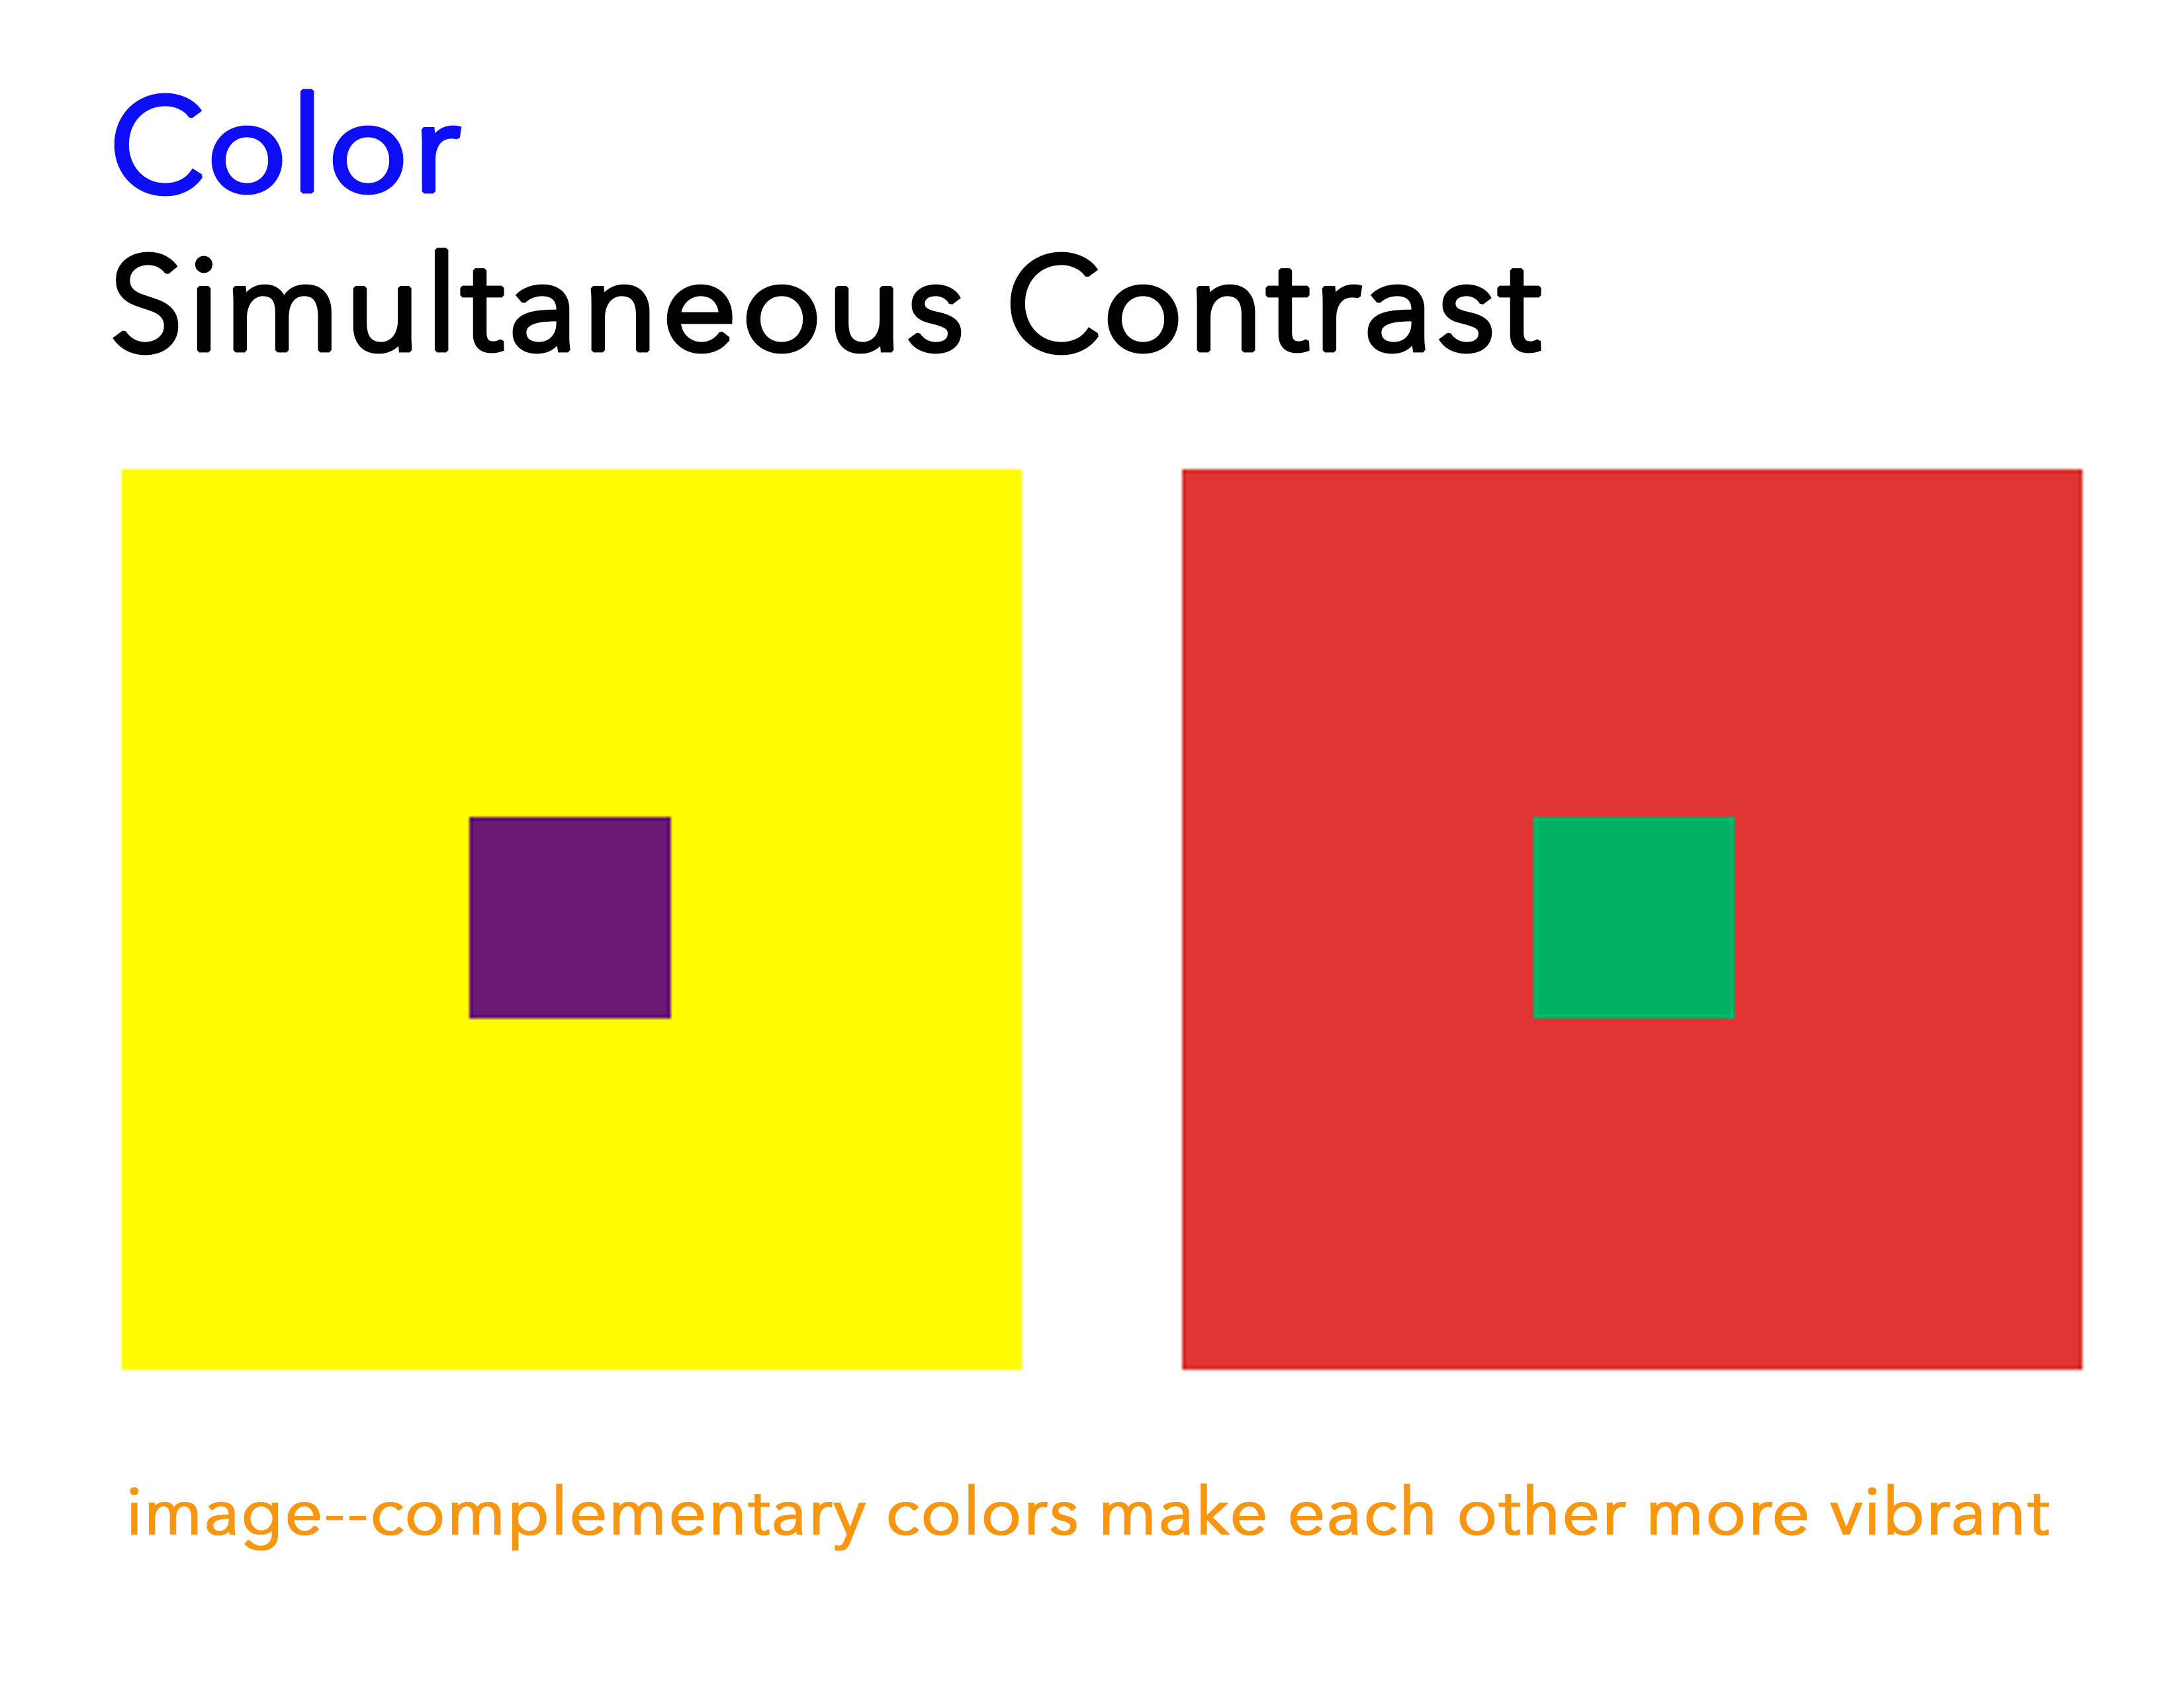 Color
Simultaneous Contrast
image--complementary colors make each other more vibrant